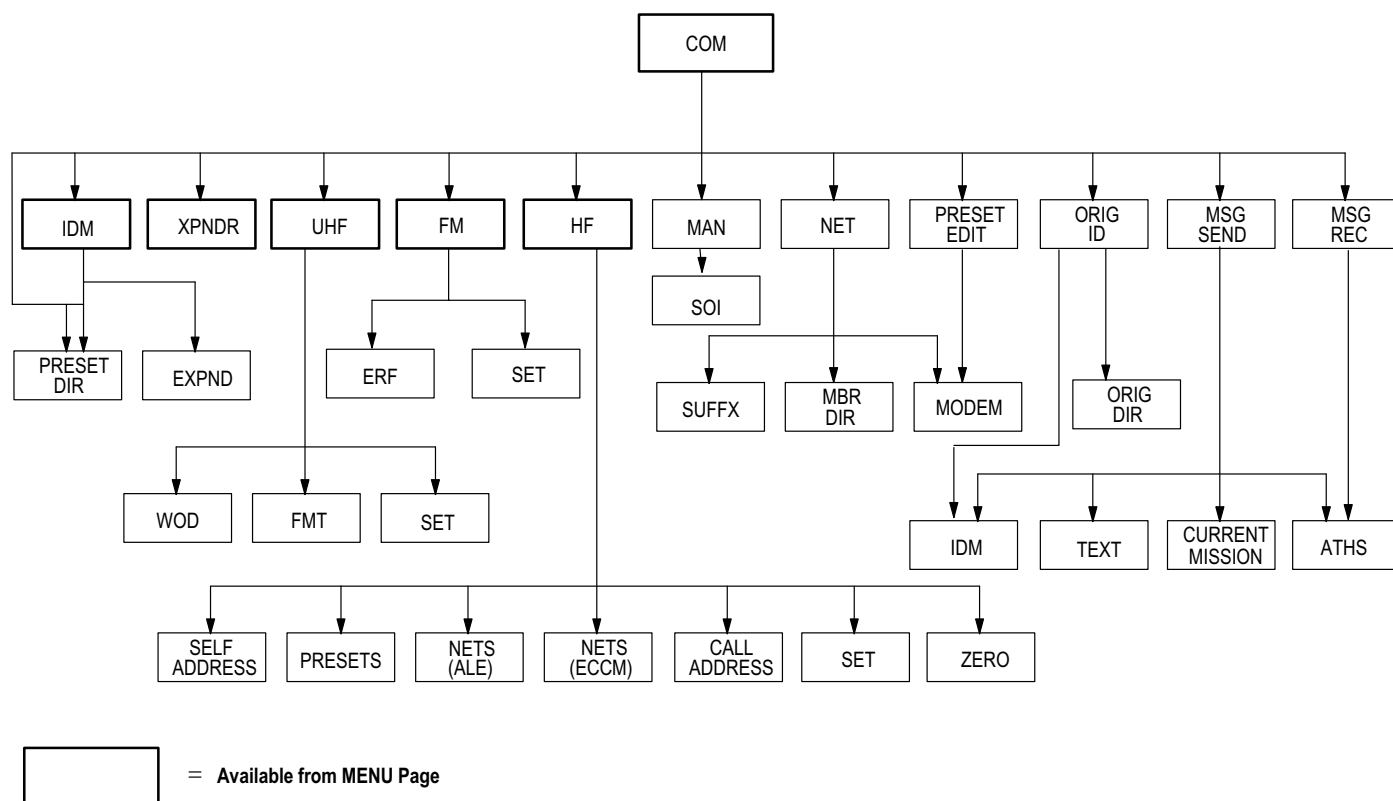 COM
IDM
XPNDR
UHF
FM
HF
MAN
NET
PRESET
EDIT
ORIG
ID
MSG
SEND
MSG
REC
SOI
PRESET
DIR
EXPND
ERF
SET
SUFFX
MBR
DIR
MODEM
ORIG
DIR
WOD
FMT
SET
IDM
TEXT
CURRENT
MISSION
ATHS
SELF
ADDRESS
PRESETS
NETS
(ALE)
NETS
(ECCM)
CALL
ADDRESS
SET
ZERO
= Available from MENU Page